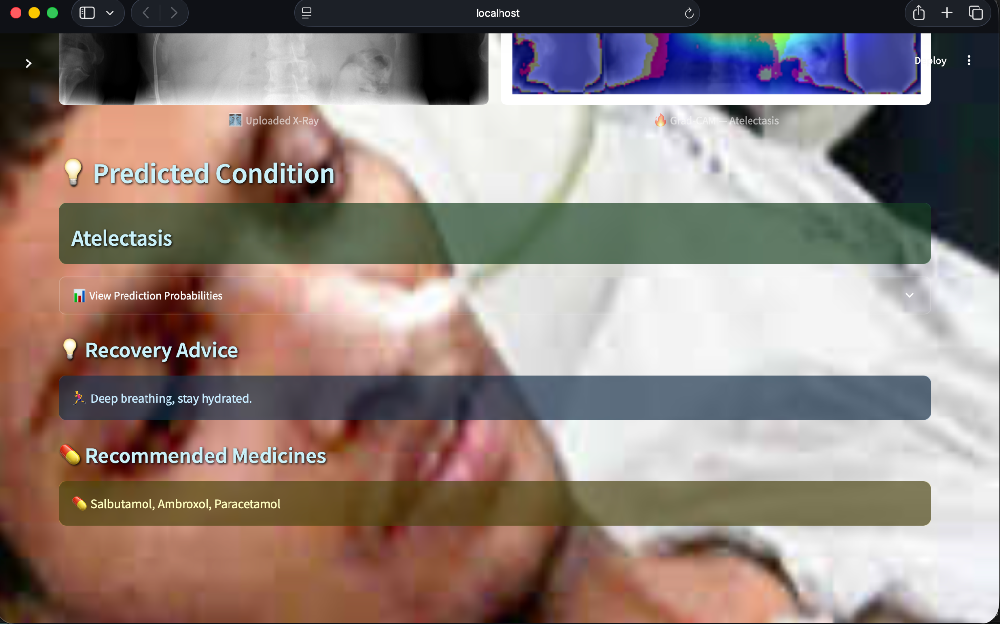 localhost
Deploy
Uploaded X-Ray
Grad-CAM — Atelectasis
Predicted Condition
Atelectasis
View Prediction Probabilities
Recovery Advice
Deep breathing, stay hydrated.
Recommended Medicines
Salbutamol, Ambroxol, Paracetamol